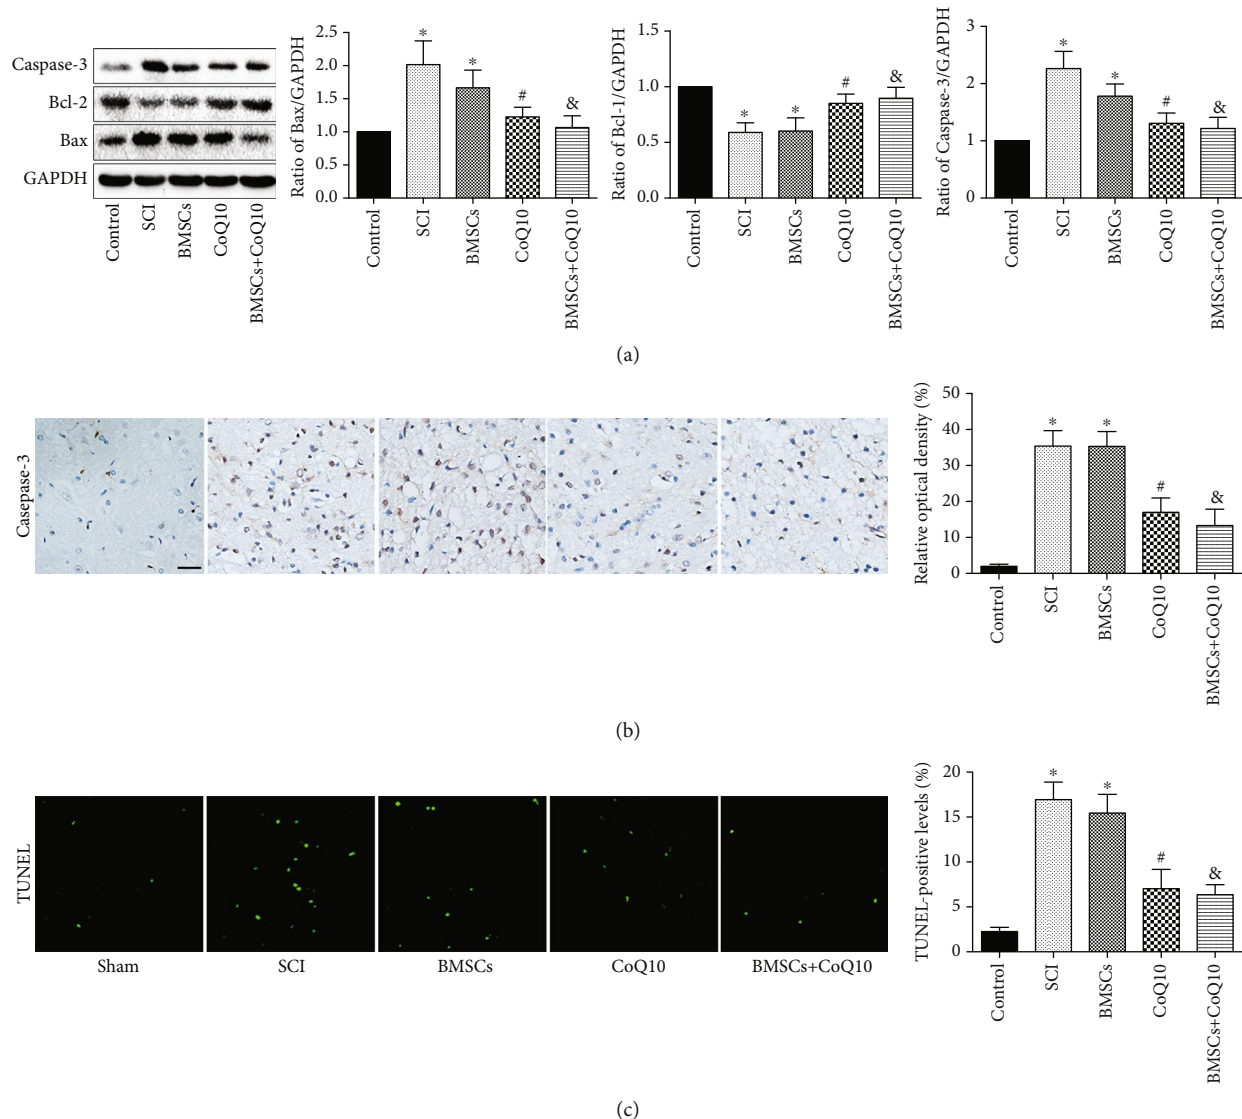 Caspase-3
Bcl-2
Bax
GAPDH
Control
SCI
BMSCs
CoQ10
BMSCs+CoQ10
Ratio of Bax/GAPDH
2.5
2.0
1.5
1.0
0.5
0.0
*
*
#
&
Control
SCI
BMSCs
CoQ10
BMSCs+CoQ10
Ratio of Bcl-1/GAPDH
1.5
1.0
0.5
0.0
*
*
#
&
Control
SCI
BMSCs
CoQ10
BMSCs+CoQ10
Ratio of Caspase-3/GAPDH
3
2
1
0
*
*
#
&
Control
SCI
BMSCs
CoQ10
BMSCs+CoQ10
(a)
Casepase-3
Relative optical density (%)
50
40
30
20
10
0
*
*
#
&
Control
SCI
BMSCs
CoQ10
BMSCs+CoQ10
(b)
TUNEL
Sham
SCI
BMSCs
CoQ10
BMSCs+CoQ10
TUNEL-positive levels (%)
20
15
10
5
0
*
*
#
&
Control
SCI
BMSCs
CoQ10
BMSCs+CoQ10
(c)